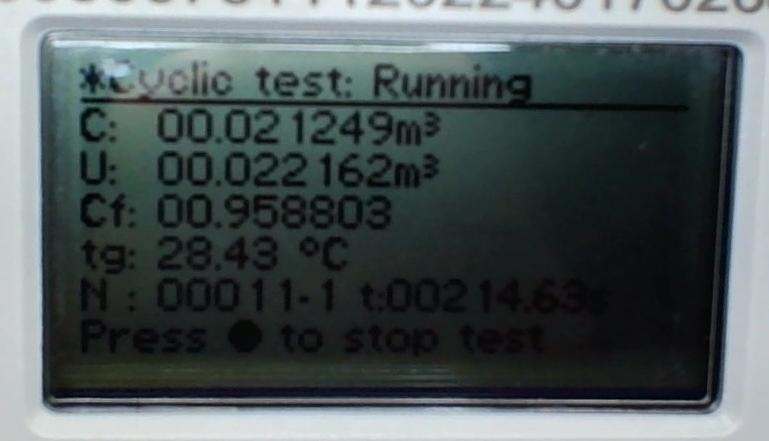 *Cyclic test: Running
C: 00.021249m³
U: 00.022162m³
Cf: 00.958803
tg: 28.43 °C
N : 00011-1 t:00214.63s
Press ● to stop test